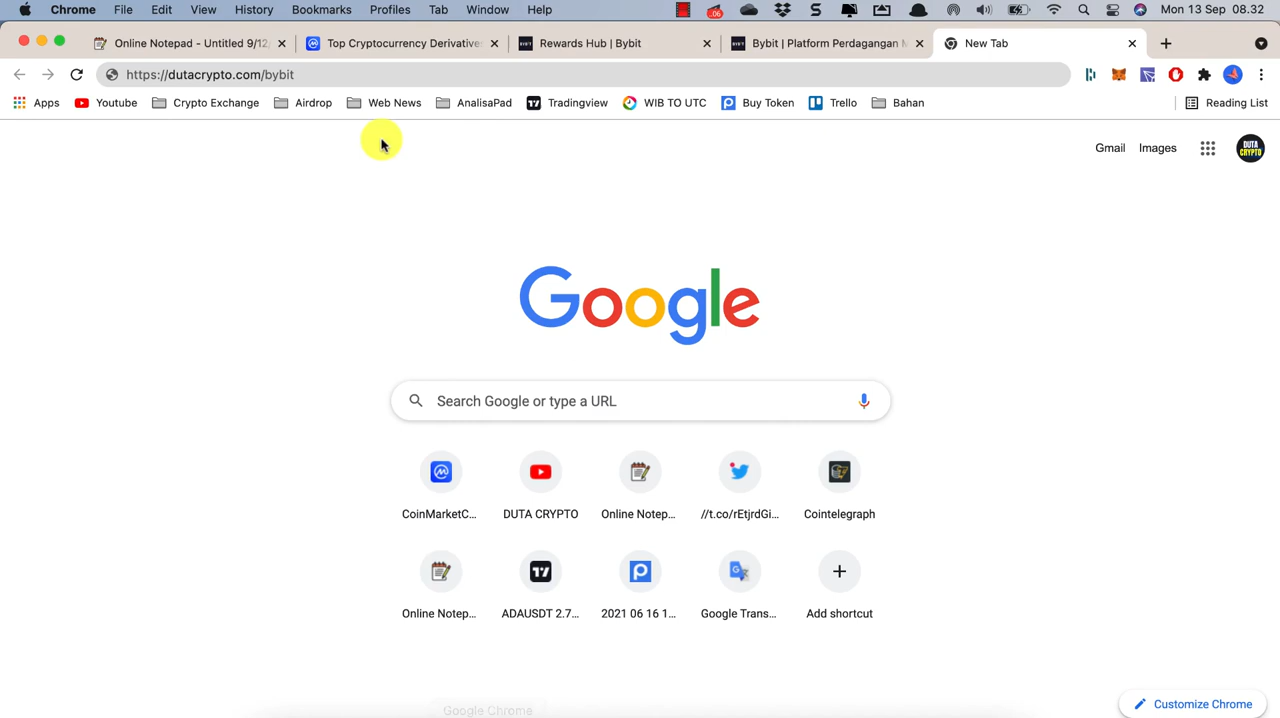 Chrome File Edit View History Bookmarks Profiles Tab Window Help .06 Mon 13 Sep 08.32
Online Notepad - Untitled 9/12 Top Cryptocurrency Derivatives Rewards Hub | Bybit Bybit | Platform Perdagangan M New Tab
https://dutacrypto.com/bybit
Apps Youtube Crypto Exchange Airdrop Web News AnalisaPad Tradingview WIB TO UTC Buy Token Trello Bahan Reading List
Gmail Images DUTA CRYPTO
Google
Search Google or type a URL
CoinMarketC... DUTA CRYPTO Online Notep... //t.co/rEtjrdGi... Cointelegraph
Online Notep... ADAUSDT 2.7... 2021 06 16 1... Google Trans... Add shortcut
Google Chrome
Customize Chrome